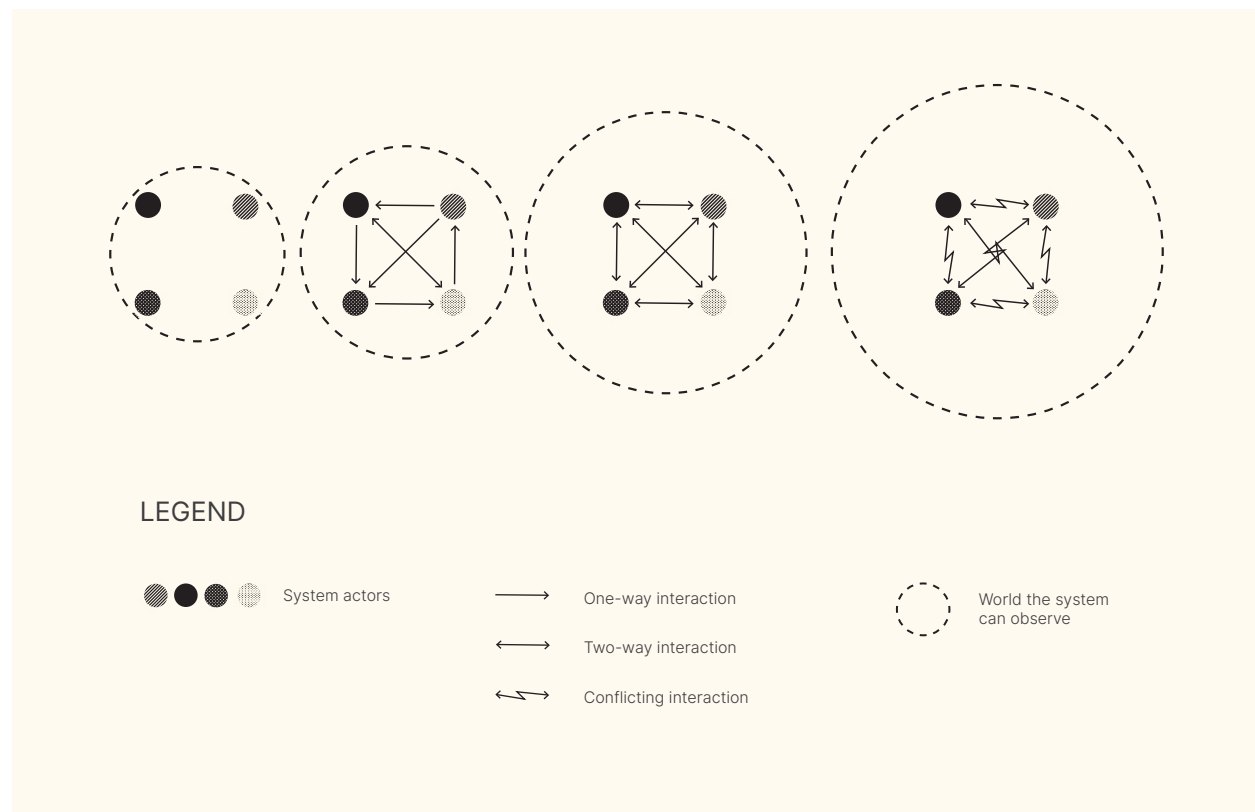 LEGEND
System actors
One-way interaction
Two-way interaction
Conflicting interaction
World the system
can observe